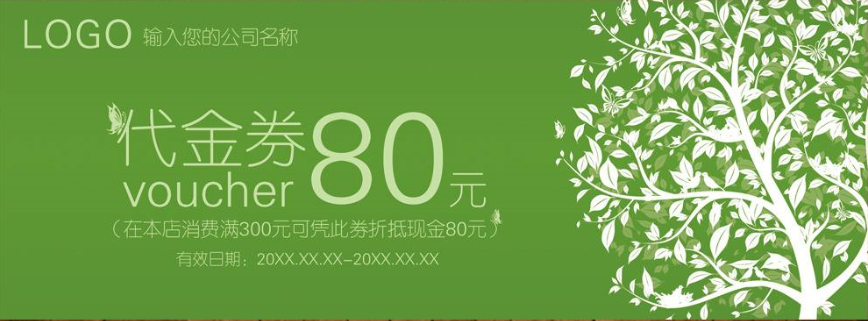 LOGO 输入您的公司名称
代金券80元
voucher
（在本店消费满300元可凭此券折抵现金80元）
有效日期：20XX.XX.XX-20XX.XX.XX